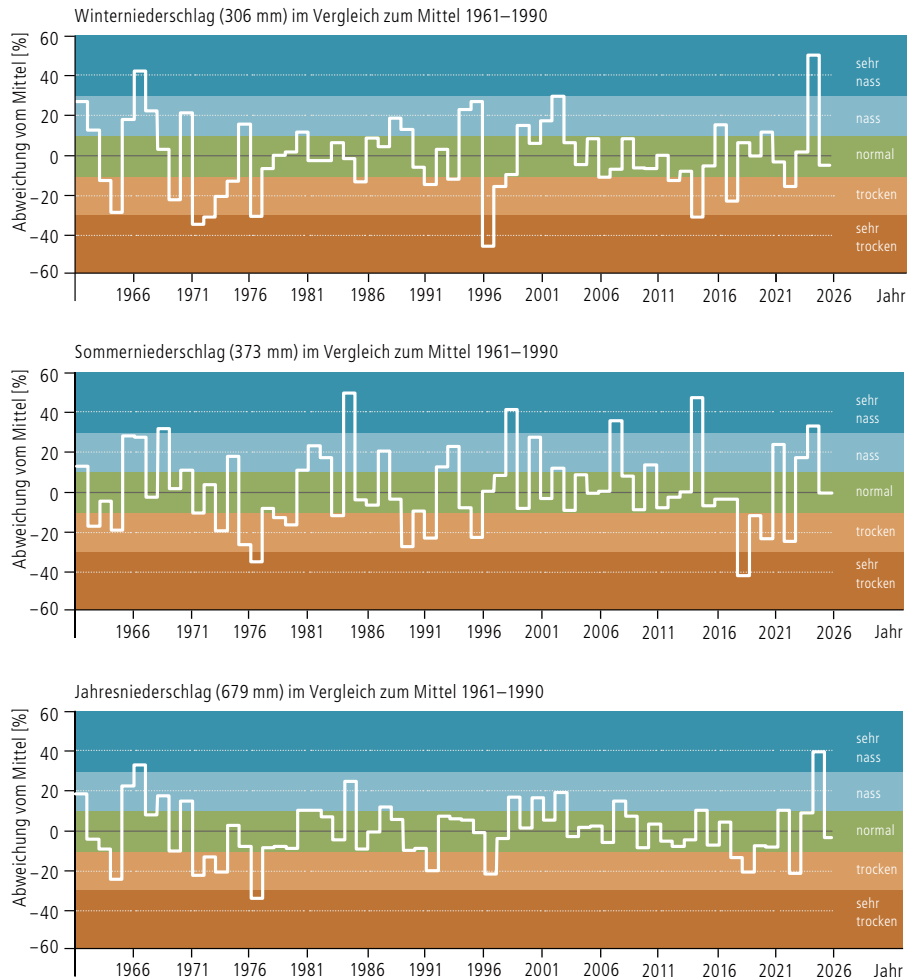 Winterniederschlag (306 mm) im Vergleich zum Mittel 1961–1990
Abweichung vom Mittel [%]
60
40
20
0
−20
−40
−60
sehr
nass
nass
normal
trocken
sehr
trocken
1966 1971 1976 1981 1986 1991 1996 2001 2006 2011 2016 2021 2026 Jahr
Sommerniederschlag (373 mm) im Vergleich zum Mittel 1961–1990
Abweichung vom Mittel [%]
60
40
20
0
−20
−40
−60
sehr
nass
nass
normal
trocken
sehr
trocken
1966 1971 1976 1981 1986 1991 1996 2001 2006 2011 2016 2021 2026 Jahr
Jahresniederschlag (679 mm) im Vergleich zum Mittel 1961–1990
Abweichung vom Mittel [%]
60
40
20
0
−20
−40
−60
sehr
nass
nass
normal
trocken
sehr
trocken
1966 1971 1976 1981 1986 1991 1996 2001 2006 2011 2016 2021 2026 Jahr